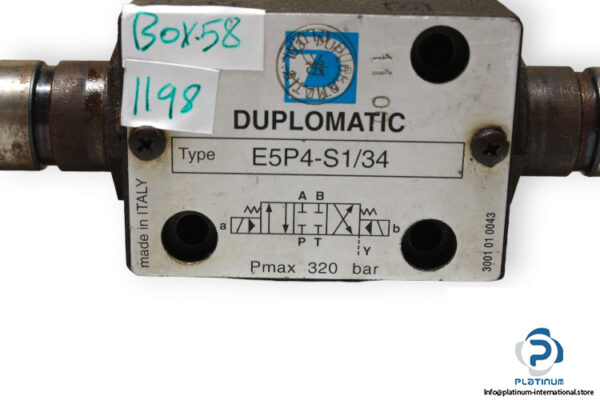 BOX.58
1198
110
DUPLOMATIC
Type E5P4-S1/34
made in ITALY
A B
a
b
P T
Y
Pmax 320 bar
3001 01 0043
PLATINUM
Info@platinum-international.store